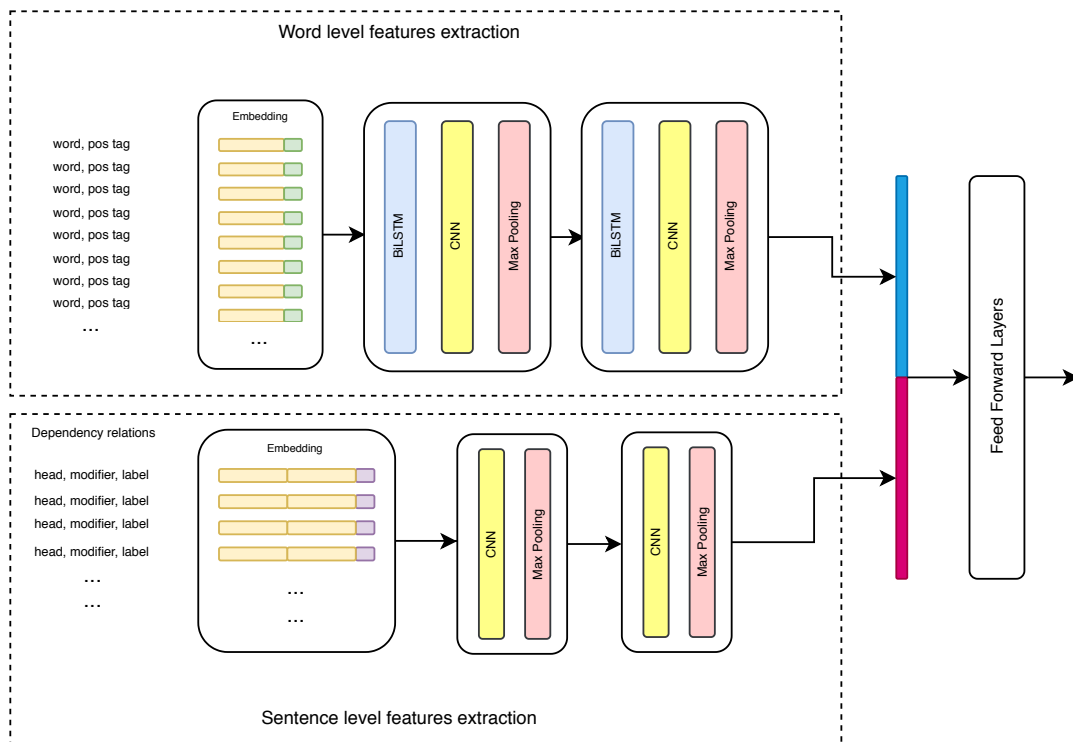 Word level features extraction
Embedding
word, pos tag
word, pos tag
word, pos tag
word, pos tag
word, pos tag
word, pos tag
word, pos tag
word, pos tag
...
...
BiLSTM
CNN
Max Pooling
BiLSTM
CNN
Max Pooling
Feed Forward Layers
Dependency relations
Embedding
head, modifier, label
head, modifier, label
head, modifier, label
head, modifier, label
...
...
...
...
CNN
Max Pooling
CNN
Max Pooling
Sentence level features extraction